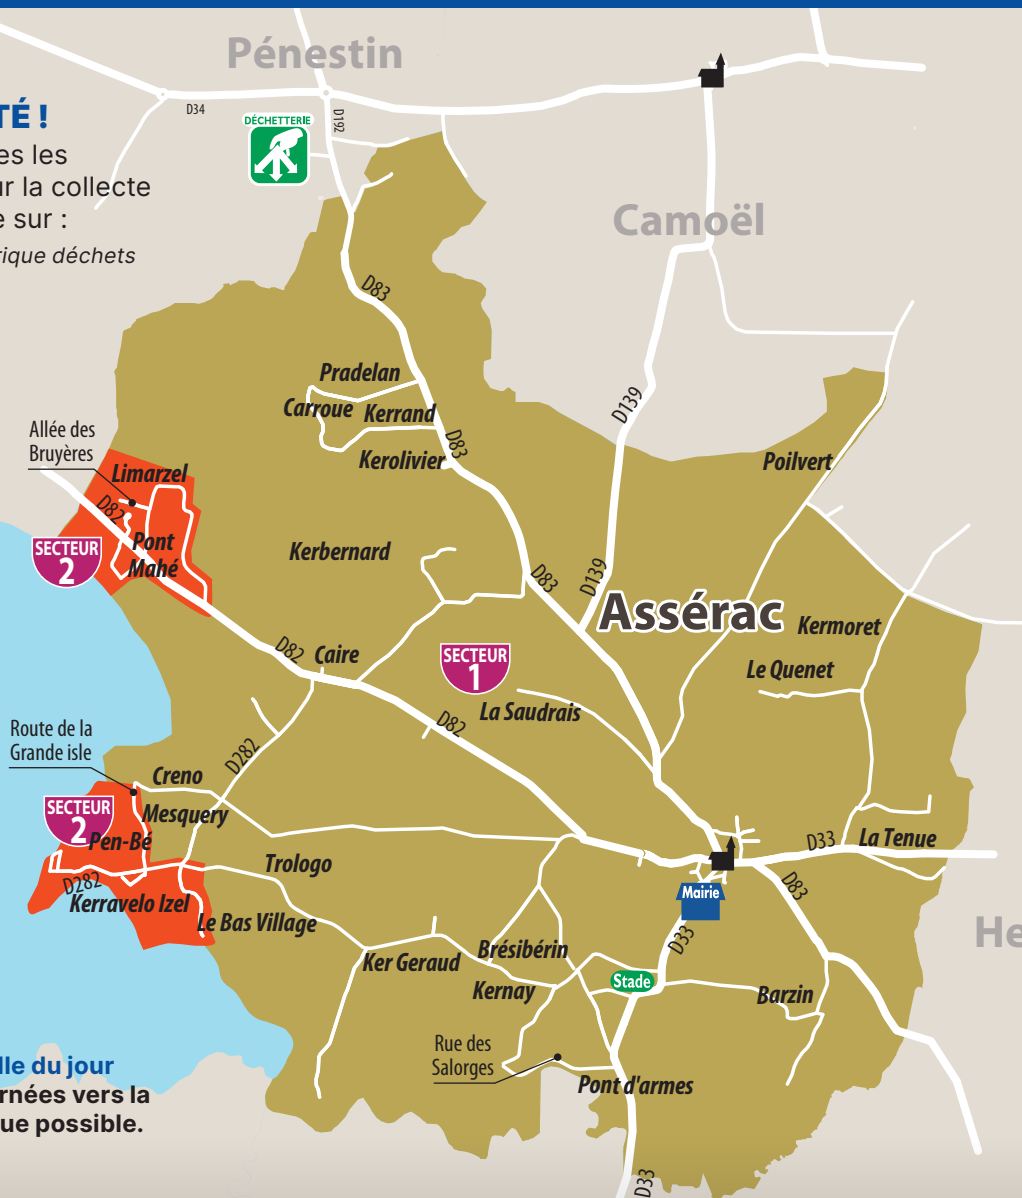 Pénestin
D34
D192
DÉCHETTERIE
TÉ !
es les
ur la collecte
e sur :
rique déchets
Camoël
D83
Pradelan
Carroue
Kerrand
D83
Kerolivier
D139
Poilvert
Allée des
Bruyères
Limarzel
D82
Pont
Mahé
SECTEUR
2
Kerbernard
D83
D139
Assérac
Kermoret
Le Quenet
D82
Caire
SECTEUR
1
La Saudrais
D82
Route de la
Grande isle
D282
Creno
Mesquery
SECTEUR
2
Pen-Bé
D282
Kerravelo Izel
Trologo
Le Bas Village
D33
La Tenue
Mairie
D83
D33
He
Ker Geraud
Brésibérin
Kernay
Stade
Barzin
Rue des
Salorges
Pont d'armes
D33
lle du jour
rnées vers la
ue possible.